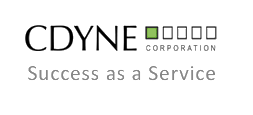 CDYNE
CORPORATION
Success as a Service